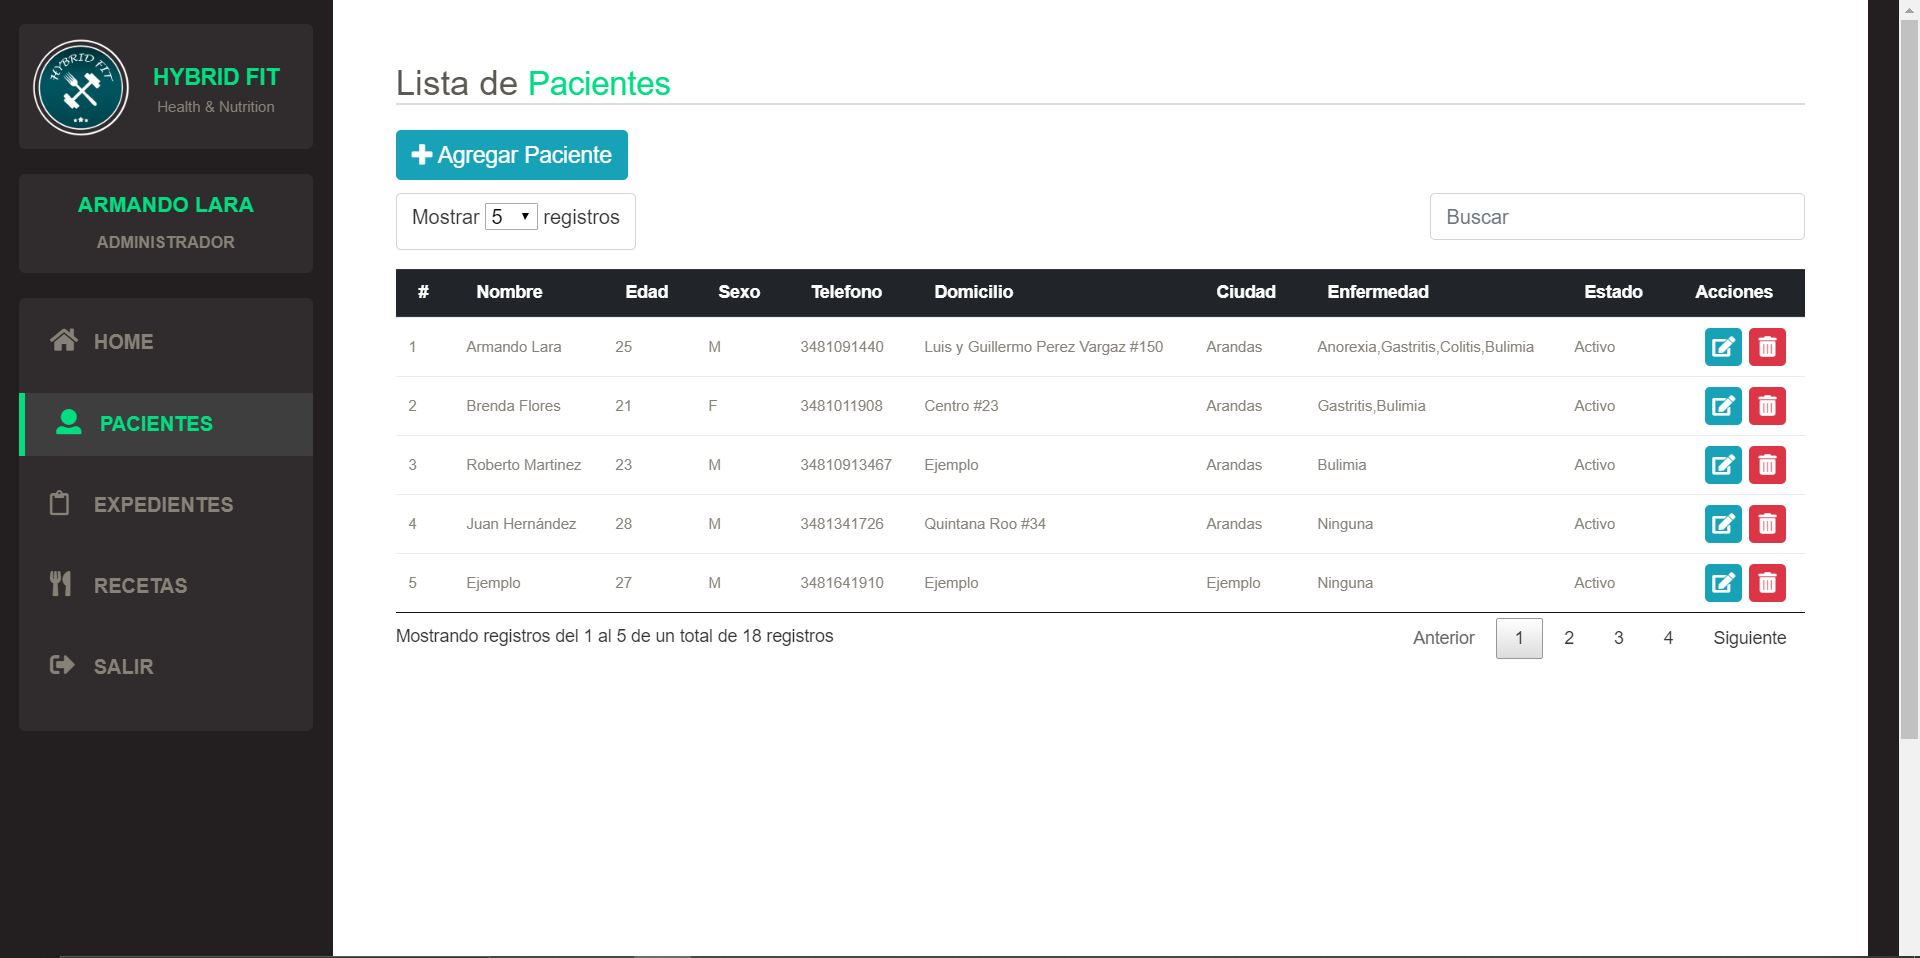 HYBRID FIT
HYBRID FIT
Health & Nutrition
ARMANDO LARA
ADMINISTRADOR
HOME
PACIENTES
EXPEDIENTES
RECETAS
SALIR
Lista de Pacientes
Agregar Paciente
Mostrar 5 registros
Buscar
# Nombre Edad Sexo Telefono Domicilio Ciudad Enfermedad Estado Acciones
1 Armando Lara 25 M 3481091440 Luis y Guillermo Perez Vargaz #150 Arandas Anorexia,Gastritis,Colitis,Bulimia Activo
2 Brenda Flores 21 F 3481011908 Centro #23 Arandas Gastritis,Bulimia Activo
3 Roberto Martinez 23 M 34810913467 Ejemplo Arandas Bulimia Activo
4 Juan Hernández 28 M 3481341726 Quintana Roo #34 Arandas Ninguna Activo
5 Ejemplo 27 M 3481641910 Ejemplo Ejemplo Ninguna Activo
Mostrando registros del 1 al 5 de un total de 18 registros
Anterior 1 2 3 4 Siguiente